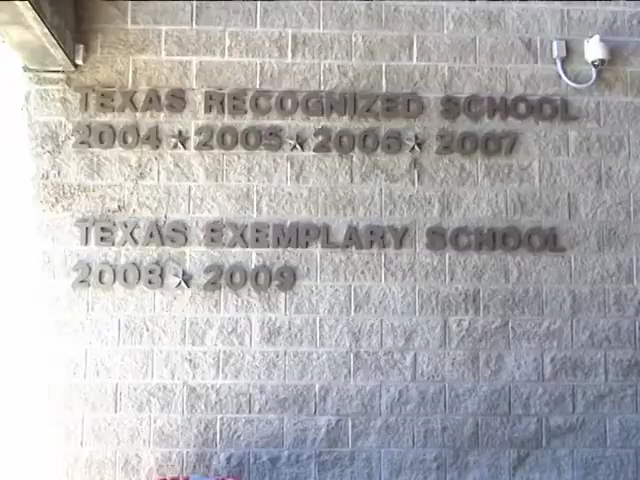 TEXAS RECOGNIZED SCHOOL
2004 ★ 2005 ★ 2006 ★ 2007
TEXAS EXEMPLARY SCHOOL
2008 ★ 2009